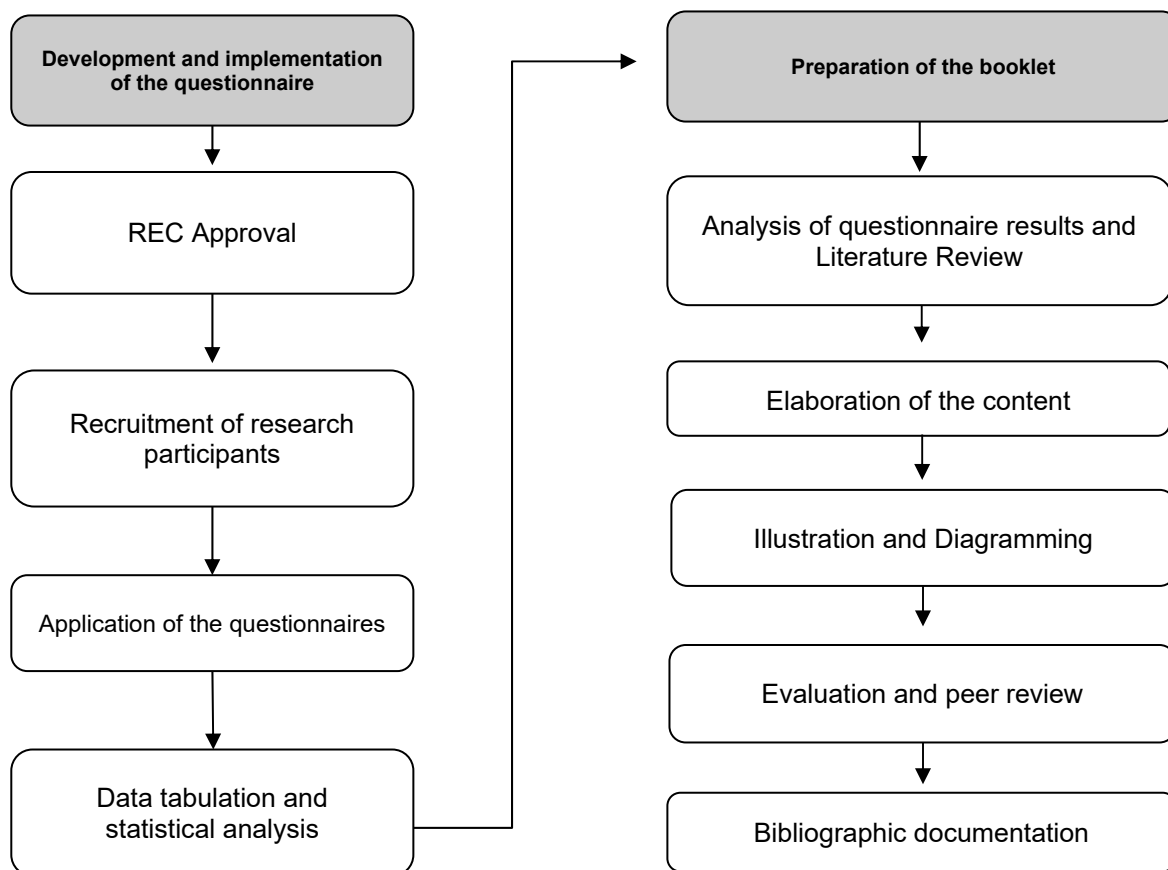 Development and implementation
of the questionnaire
REC Approval
Recruitment of research
participants
Application of the questionnaires
Data tabulation and
statistical analysis
Preparation of the booklet
Analysis of questionnaire results and
Literature Review
Elaboration of the content
Illustration and Diagramming
Evaluation and peer review
Bibliographic documentation